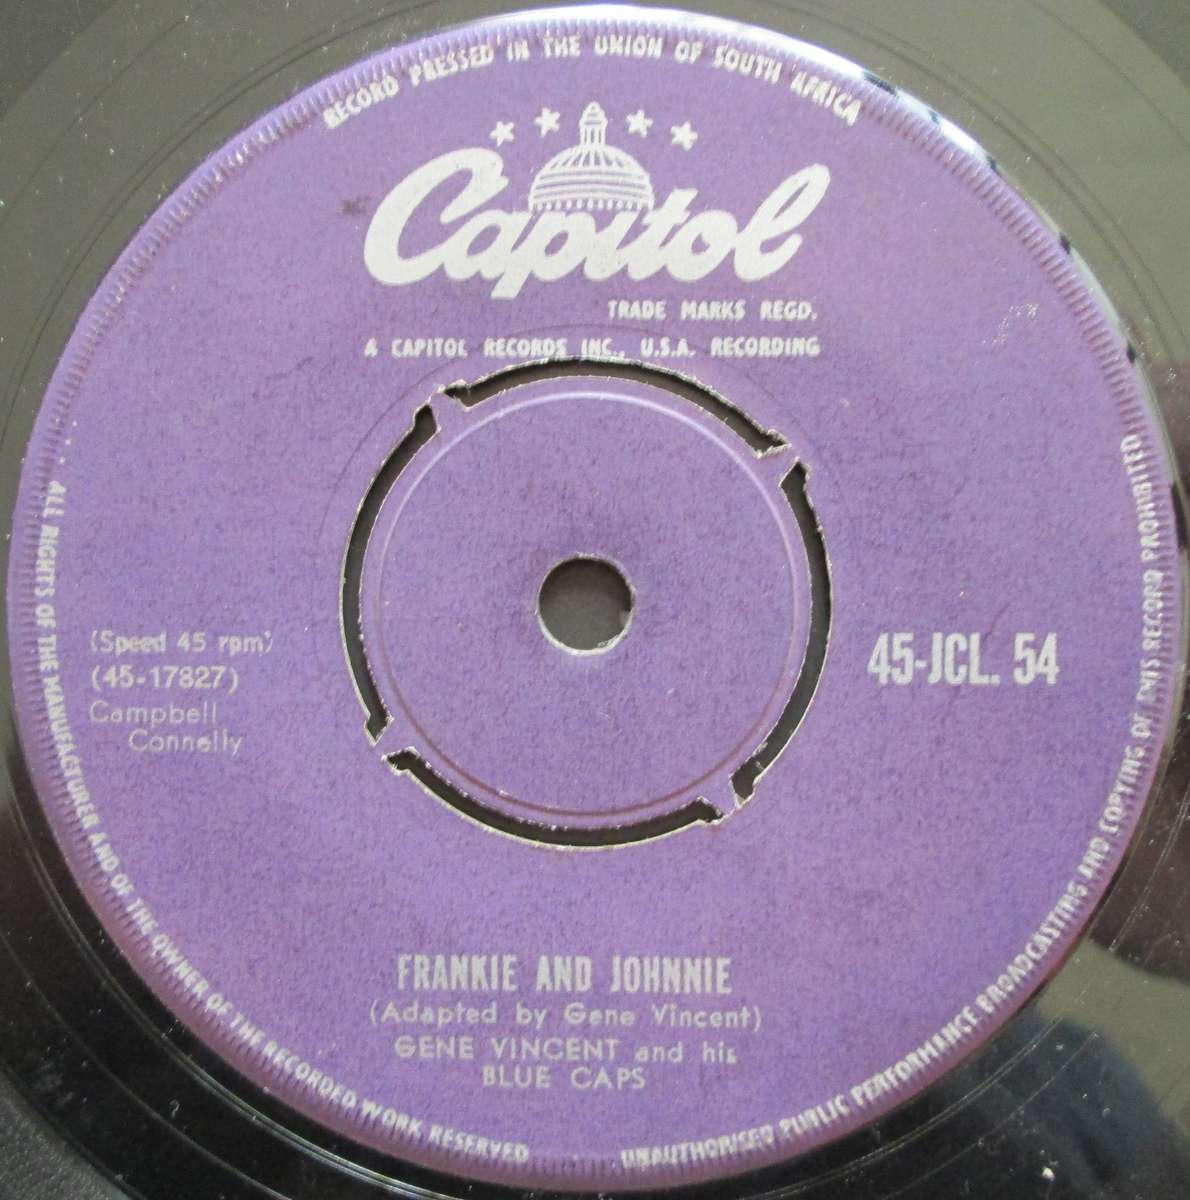 RECORD PRESSED IN THE UNION OF SOUTH AFRICA
Capitol
TRADE MARKS REGD.
A CAPITOL RECORDS INC., U.S.A. RECORDING
(Speed 45 rpm)
(45-17827)
Campbell
Connelly
45-JCL. 54
FRANKIE AND JOHNNIE
(Adapted by Gene Vincent)
GENE VINCENT and his
BLUE CAPS
ALL RIGHTS OF THE MANUFACTURER AND OF THE OWNER OF THE RECORDED WORK RESERVED
UNAUTHORISED PUBLIC PERFORMANCE BROADCASTING AND COPYING OF THIS RECORD PROHIBITED